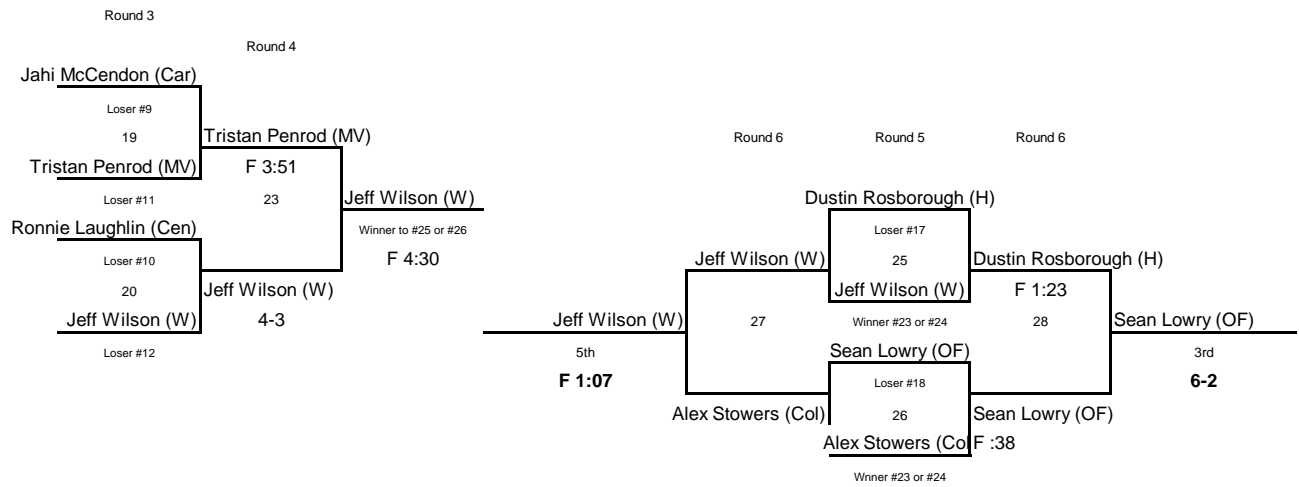 Round 3
Round 4
Jahi McCendon (Car)
Loser #9
19
Tristan Penrod (MV)
Tristan Penrod (MV)
F 3:51
Loser #11
23
Jeff Wilson (W)
Ronnie Laughlin (Cen)
Winner to #25 or #26
Loser #10
F 4:30
20
Jeff Wilson (W)
Jeff Wilson (W)
4-3
Loser #12
Round 6
Round 5
Round 6
Dustin Rosborough (H)
Loser #17
Jeff Wilson (W)
25
Dustin Rosborough (H)
Jeff Wilson (W)
F 1:23
Jeff Wilson (W)
27
Winner #23 or #24
28
Sean Lowry (OF)
5th
Sean Lowry (OF)
3rd
F 1:07
Loser #18
6-2
Alex Stowers (Col)
26
Sean Lowry (OF)
Alex Stowers (Col
F :38
Wnner #23 or #24